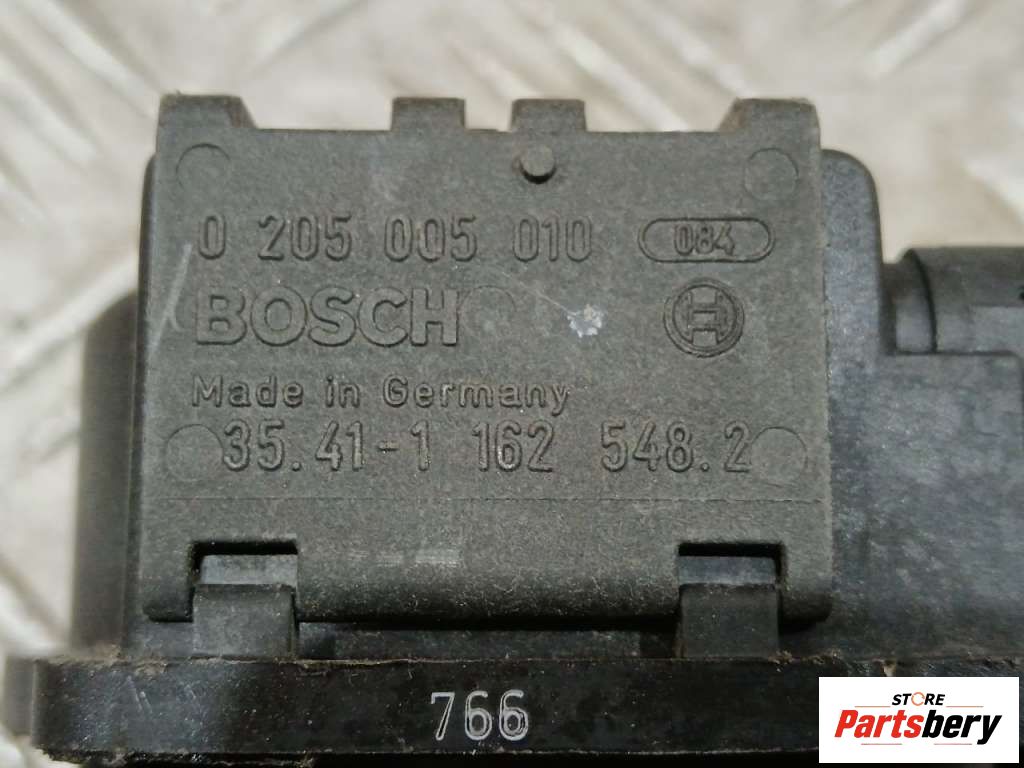 0 205 005 010 084
BOSCH
Made in Germany
35.41-1 162 548.2
766
STORE
Partsbery